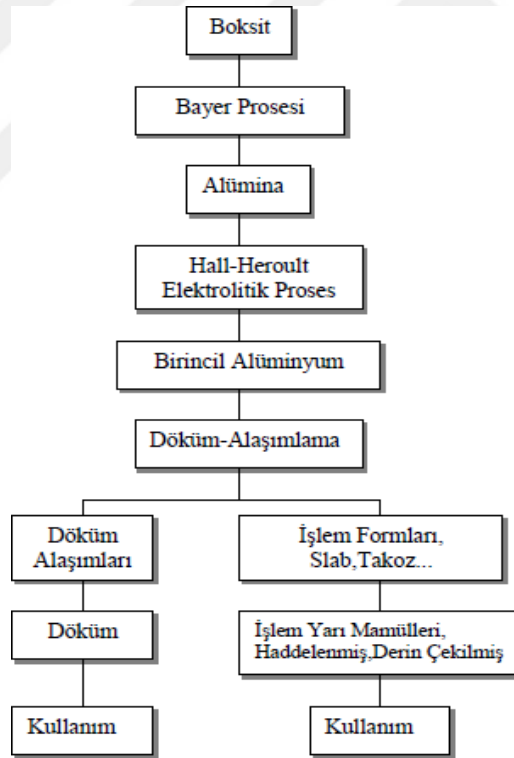 Boksit
Bayer Prosesi
Alümina
Hall-Heroult
Elektrolitik Proses
Birincil Alüminyum
Döküm-Alaşımlama
Döküm
Alaşımları
İşlem Formları,
Slab,Takoz...
Döküm
İşlem Yarı Mamülleri,
Haddelenmiş,Derin Çekilmiş
Kullanım
Kullanım